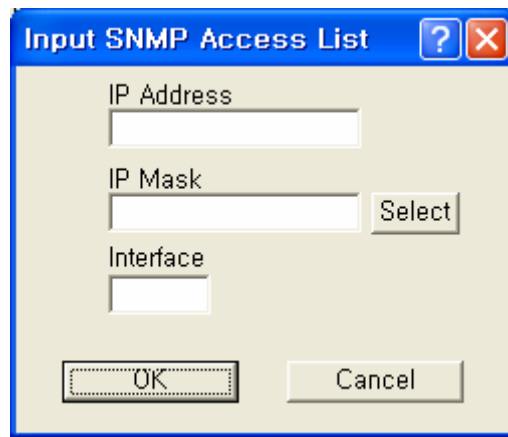 Input SNMP Access List
IP Address
IP Mask
Select
Interface
OK
Cancel